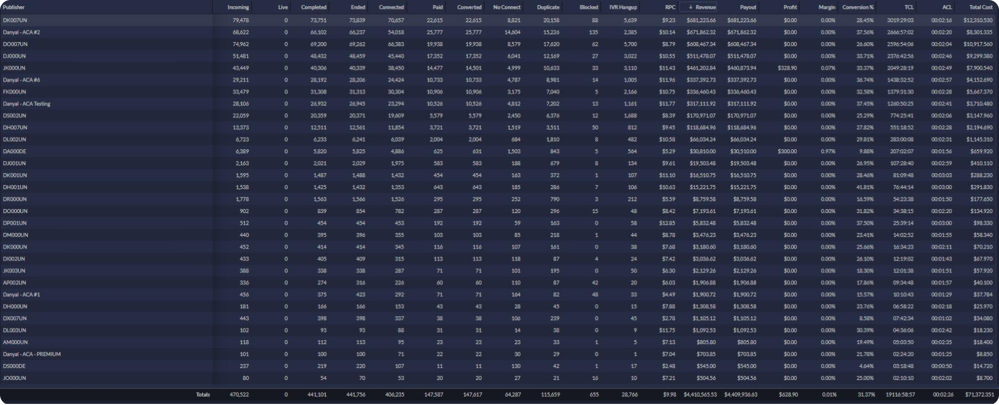 Publisher Incoming Live Completed Ended Connected Paid Converted No Connect Duplicate Blocked IVR Hangup RPC ↓ Revenue Payout Profit Margin Conversion % TCL ACL Total Cost
DK007UN 79,478 0 73,751 73,839 70,657 22,615 22,615 8,821 20,158 88 5,639 $9.23 $681,223.66 $681,223.66 $0.00 0.00% 28.45% 3019:29:03 00:02:16 $12,310.530
Danyal - ACA #2 68,622 0 66,102 66,237 54,018 25,777 25,777 14,604 15,226 135 2,385 $10.14 $671,862.32 $671,862.32 $0.00 0.00% 37.56% 2666:57:02 00:02:20 $8,301.335
DO007UN 74,962 0 69,200 69,262 66,383 19,938 19,938 8,579 17,620 62 5,700 $8.79 $608,467.34 $608,467.34 $0.00 0.00% 26.60% 2596:54:06 00:02:04 $10,917.560
DJ000UN 51,481 0 48,432 48,459 45,440 17,352 17,352 6,041 12,169 27 3,022 $10.55 $511,478.07 $511,478.07 $0.00 0.00% 33.71% 2376:42:56 00:02:46 $9,299.380
JK000UN 43,449 0 40,306 40,339 38,450 14,477 14,501 4,999 10,633 33 3,110 $11.43 $461,202.84 $460,873.94 $328.90 0.07% 33.37% 2049:28:19 00:02:49 $7,900.540
Danyal - ACA #6 29,211 0 28,192 28,206 24,424 10,733 10,733 4,787 8,981 14 1,005 $11.96 $337,392.73 $337,392.73 $0.00 0.00% 36.74% 1438:32:52 00:02:57 $4,152.690
FK000UN 33,479 0 31,308 31,313 30,304 10,906 10,906 3,175 7,040 5 2,166 $10.75 $336,460.43 $336,460.43 $0.00 0.00% 32.58% 1379:31:30 00:02:28 $5,667.370
Danyal - ACA Testing 28,106 0 26,932 26,945 23,294 10,526 10,526 4,812 7,202 13 1,161 $11.77 $317,111.92 $317,111.92 $0.00 0.00% 37.45% 1260:50:25 00:02:41 $3,710.480
DS002UN 22,059 0 20,359 20,371 19,609 5,579 5,579 2,450 6,376 12 1,688 $8.39 $170,971.07 $170,971.07 $0.00 0.00% 25.29% 774:25:41 00:02:06 $3,147.960
DH007UN 13,373 0 12,511 12,561 11,854 3,721 3,721 1,519 3,511 50 812 $9.45 $118,684.96 $118,684.96 $0.00 0.00% 27.82% 551:18:52 00:02:28 $2,194.690
DL002UN 6,723 0 6,233 6,241 6,039 2,004 2,004 684 1,810 8 482 $10.58 $66,034.24 $66,034.24 $0.00 0.00% 29.81% 283:00:08 00:02:31 $1,145.310
DA000DE 6,389 0 5,820 5,825 4,886 625 631 1,503 843 5 564 $5.29 $30,810.00 $30,510.00 $300.00 0.97% 9.88% 207:02:07 00:01:56 $659.920
DJ001UN 2,163 0 2,021 2,029 1,975 583 583 188 679 8 134 $9.61 $19,503.48 $19,503.48 $0.00 0.00% 26.95% 107:28:40 00:02:59 $410.110
DK001UN 1,595 0 1,487 1,488 1,432 454 454 163 372 1 107 $11.10 $16,510.75 $16,510.75 $0.00 0.00% 28.46% 81:09:48 00:03:03 $288.230
DH001UN 1,538 0 1,425 1,432 1,353 643 643 185 286 7 106 $10.63 $15,221.75 $15,221.75 $0.00 0.00% 41.81% 76:44:14 00:03:00 $291.830
DR000UN 1,778 0 1,563 1,566 1,526 295 295 252 790 3 212 $5.59 $8,759.58 $8,759.58 $0.00 0.00% 16.59% 54:23:38 00:01:50 $177.650
DO000UN 902 0 839 854 782 287 287 120 296 15 48 $8.42 $7,193.61 $7,193.61 $0.00 0.00% 31.82% 34:38:15 00:02:20 $134.920
DP001UN 512 0 454 454 453 192 192 59 163 0 58 $12.85 $5,832.48 $5,832.48 $0.00 0.00% 37.50% 25:39:14 00:03:00 $98.330
DM000UN 440 0 395 396 355 103 103 85 218 1 44 $8.78 $3,476.23 $3,476.23 $0.00 0.00% 23.41% 14:02:52 00:01:55 $58.340
DK000UN 452 0 414 414 345 116 116 107 161 0 38 $7.68 $3,180.60 $3,180.60 $0.00 0.00% 25.66% 16:34:23 00:02:11 $70.210
DI002UN 433 0 405 409 315 113 113 118 87 4 24 $7.42 $3,036.62 $3,036.62 $0.00 0.00% 26.10% 12:19:02 00:01:43 $67.970
JK003UN 388 0 338 338 287 71 71 101 195 0 50 $6.30 $2,129.26 $2,129.26 $0.00 0.00% 18.30% 12:01:38 00:01:51 $57.920
AP002UN 336 0 274 316 226 60 60 110 87 42 20 $6.03 $1,906.88 $1,906.88 $0.00 0.00% 17.86% 09:34:48 00:01:57 $40.100
Danyal - ACA #1 456 0 375 423 292 71 71 164 82 48 33 $4.49 $1,900.72 $1,900.72 $0.00 0.00% 15.57% 10:10:43 00:01:29 $37.784
DH000UN 181 0 166 166 153 43 43 28 45 0 15 $7.88 $1,308.58 $1,308.58 $0.00 0.00% 23.76% 06:58:22 00:02:18 $25.970
DX007UN 443 0 398 398 337 38 38 106 239 0 45 $2.78 $1,105.12 $1,105.12 $0.00 0.00% 8.58% 07:42:34 00:01:02 $34.080
DL003UN 102 0 93 93 88 31 31 14 38 0 9 $11.75 $1,092.53 $1,092.53 $0.00 0.00% 30.39% 04:36:06 00:02:42 $18.230
AM000UN 118 0 112 113 95 23 23 23 33 1 5 $7.13 $805.80 $805.80 $0.00 0.00% 19.49% 05:03:50 00:02:35 $18.400
Danyal - ACA - PREMIUM 101 0 100 100 71 22 22 30 29 0 1 $7.04 $703.85 $703.85 $0.00 0.00% 21.78% 02:24:20 00:01:25 $8.850
DS000DE 237 0 219 220 107 11 11 130 42 1 17 $2.48 $545.00 $545.00 $0.00 0.00% 4.64% 03:18:48 00:00:50 $14.720
JO000UN 80 0 54 70 53 20 20 27 21 16 10 $7.21 $504.56 $504.56 $0.00 0.00% 25.00% 02:10:10 00:02:02 $8.700
Totals 470,522 0 441,101 441,756 406,235 147,587 147,617 64,287 115,659 655 28,766 $9.98 $4,410,565.53 $4,409,936.63 $628.90 0.01% 31.37% 19116:58:57 00:02:26 $71,372.351